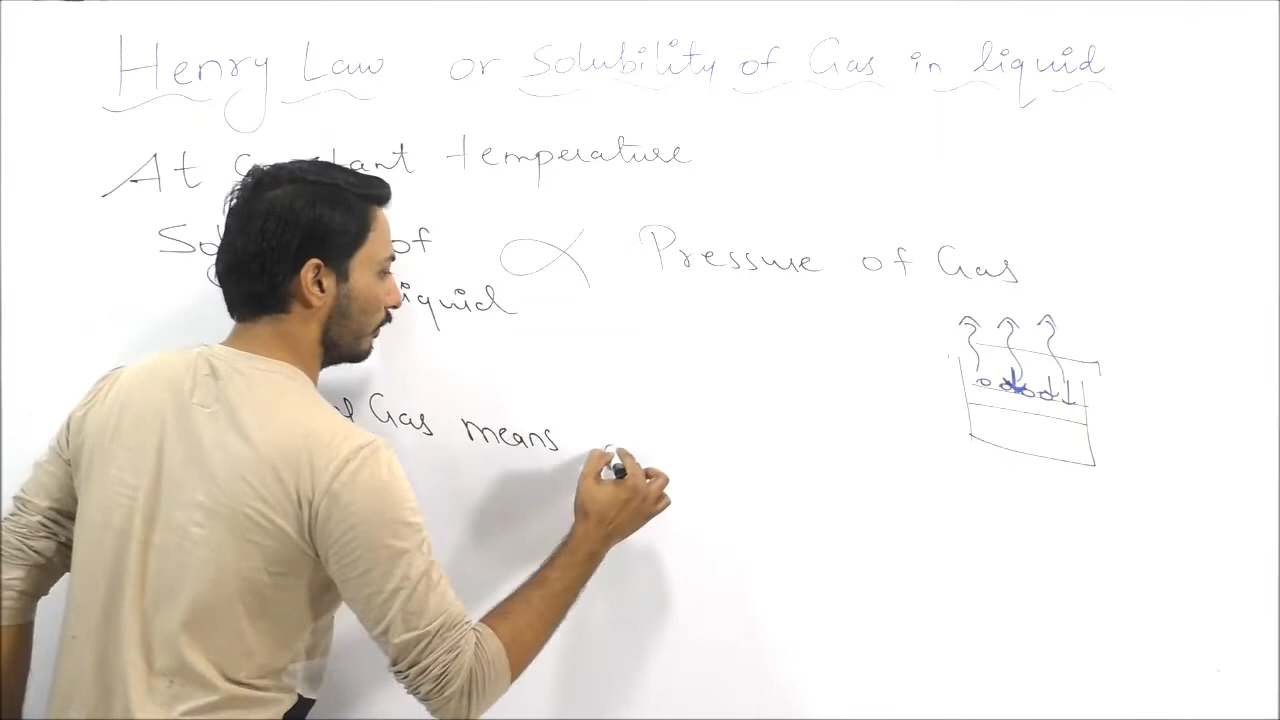 Henry Law or Solubility of Gas in liquid
At temperature
of ∝ Pressure of Gas
Gas means